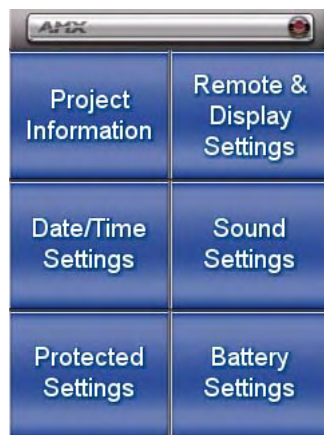 AMX
Project
Information
Remote &
Display
Settings
Date/Time
Settings
Sound
Settings
Protected
Settings
Battery
Settings